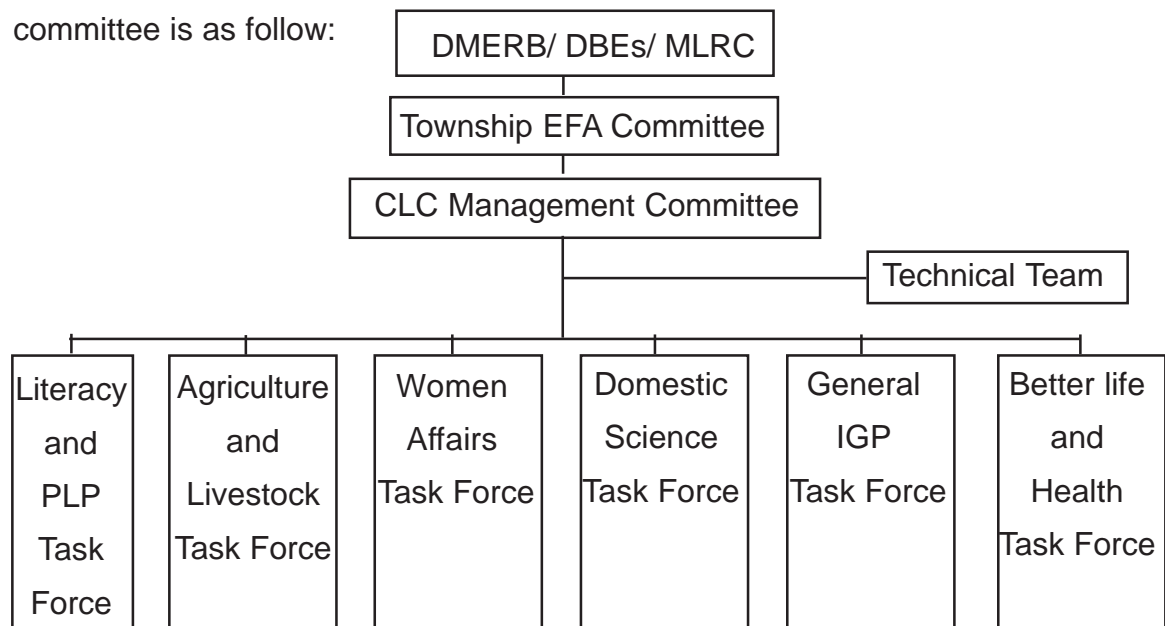 committee is as follow:
DMERB/ DBEs/ MLRC
Township EFA Committee
CLC Management Committee
Technical Team
Literacy
and
PLP
Task
Force
Agriculture
and
Livestock
Task Force
Women
Affairs
Task Force
Domestic
Science
Task Force
General
IGP
Task Force
Better life
and
Health
Task Force